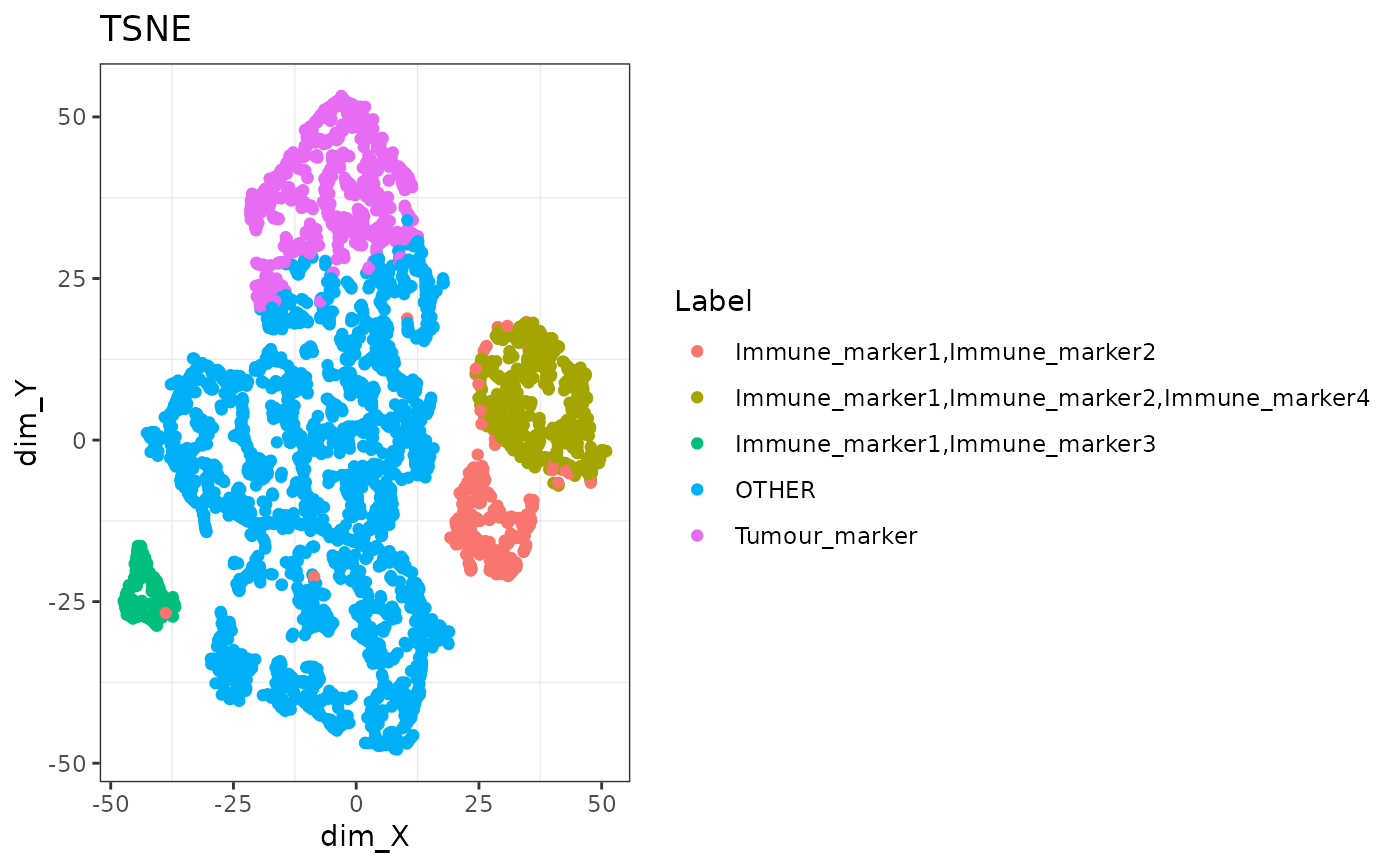 TSNE
50
25
0
-25
-50
dim_Y
-50
-25
0
25
50
dim_X
Label
Immune_marker1,Immune_marker2
Immune_marker1,Immune_marker2,Immune_marker4
Immune_marker1,Immune_marker3
OTHER
Tumour_marker